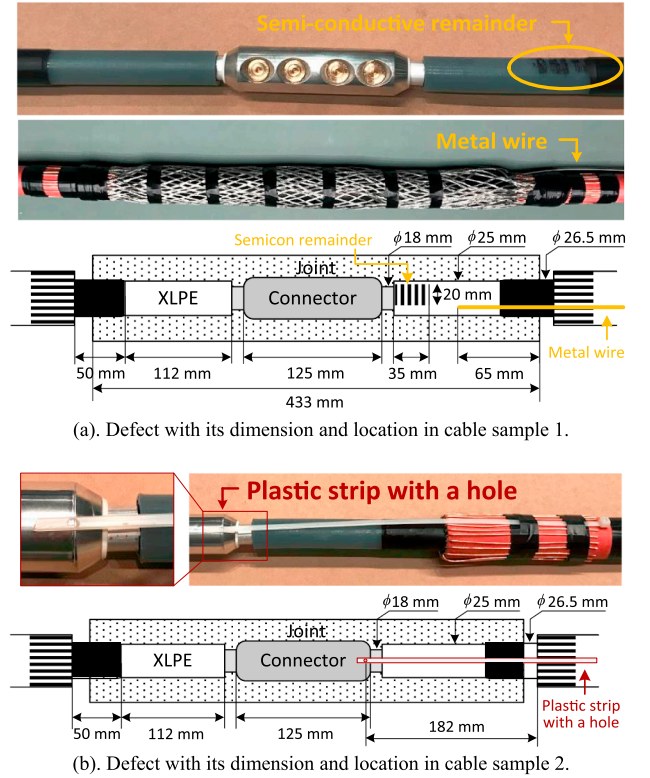 Semi-conductive remainder
Metal wire
Semicon remainder
ϕ18 mm
ϕ25 mm
ϕ26.5 mm
Joint
XLPE
Connector
20 mm
Metal wire
50 mm
112 mm
125 mm
35 mm
65 mm
433 mm
(a). Defect with its dimension and location in cable sample 1.
Plastic strip with a hole
ϕ18 mm
ϕ25 mm
ϕ26.5 mm
Joint
XLPE
Connector
Plastic strip
with a hole
50 mm
112 mm
125 mm
182 mm
(b). Defect with its dimension and location in cable sample 2.